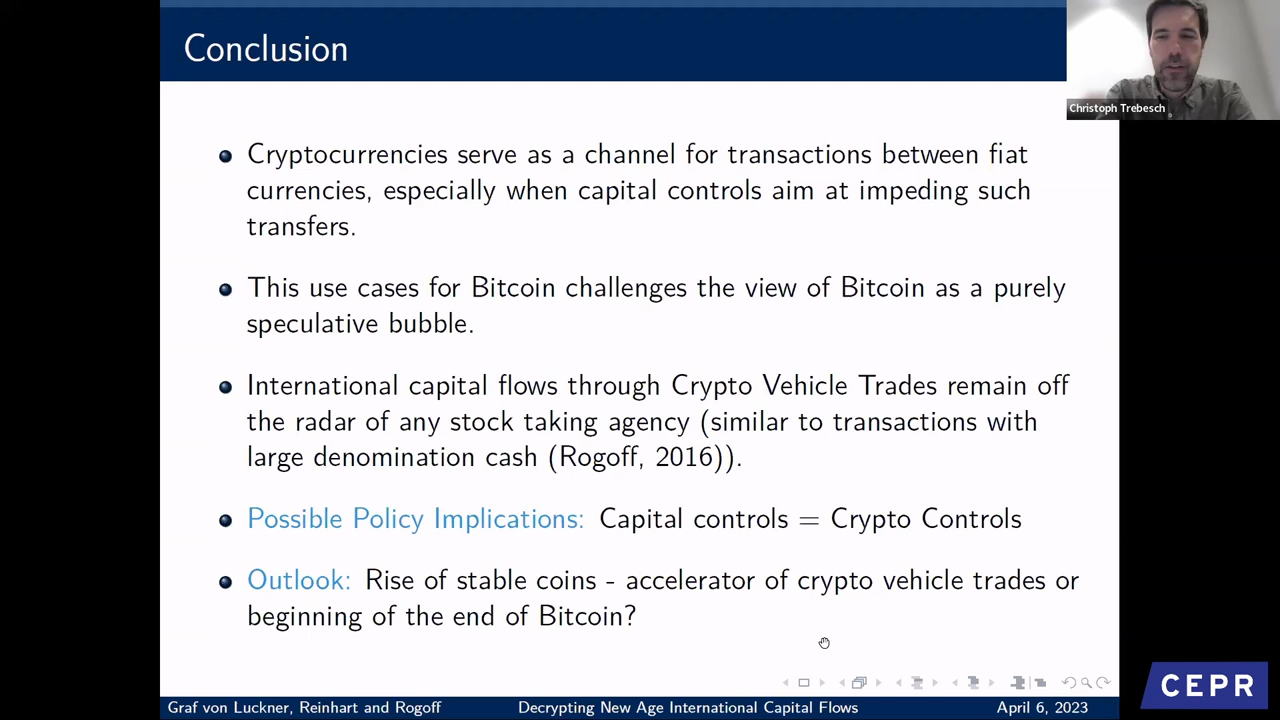 Conclusion
Christoph Trebesch
Cryptocurrencies serve as a channel for transactions between fiat
currencies, especially when capital controls aim at impeding such
transfers.
This use cases for Bitcoin challenges the view of Bitcoin as a purely
speculative bubble.
International capital flows through Crypto Vehicle Trades remain off
the radar of any stock taking agency (similar to transactions with
large denomination cash (Rogoff, 2016)).
Possible Policy Implications: Capital controls = Crypto Controls
Outlook: Rise of stable coins - accelerator of crypto vehicle trades or
beginning of the end of Bitcoin?
CEPR
Graf von Luckner, Reinhart and Rogoff Decrypting New Age International Capital Flows April 6, 2023